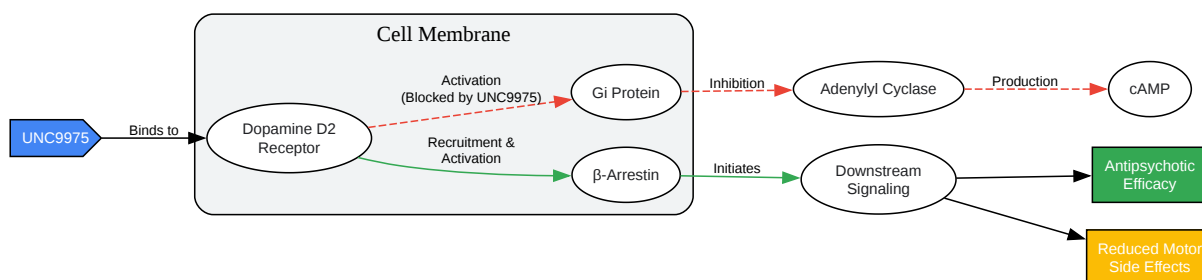 Cell Membrane
UNC9975
Binds to
Dopamine D2
Receptor
Activation
(Blocked by UNC9975)
Gi Protein
Inhibition
Adenylyl Cyclase
Production
cAMP
Recruitment &
Activation
β-Arrestin
Initiates
Downstream
Signaling
Antipsychotic
Efficacy
Reduced Motor
Side Effects